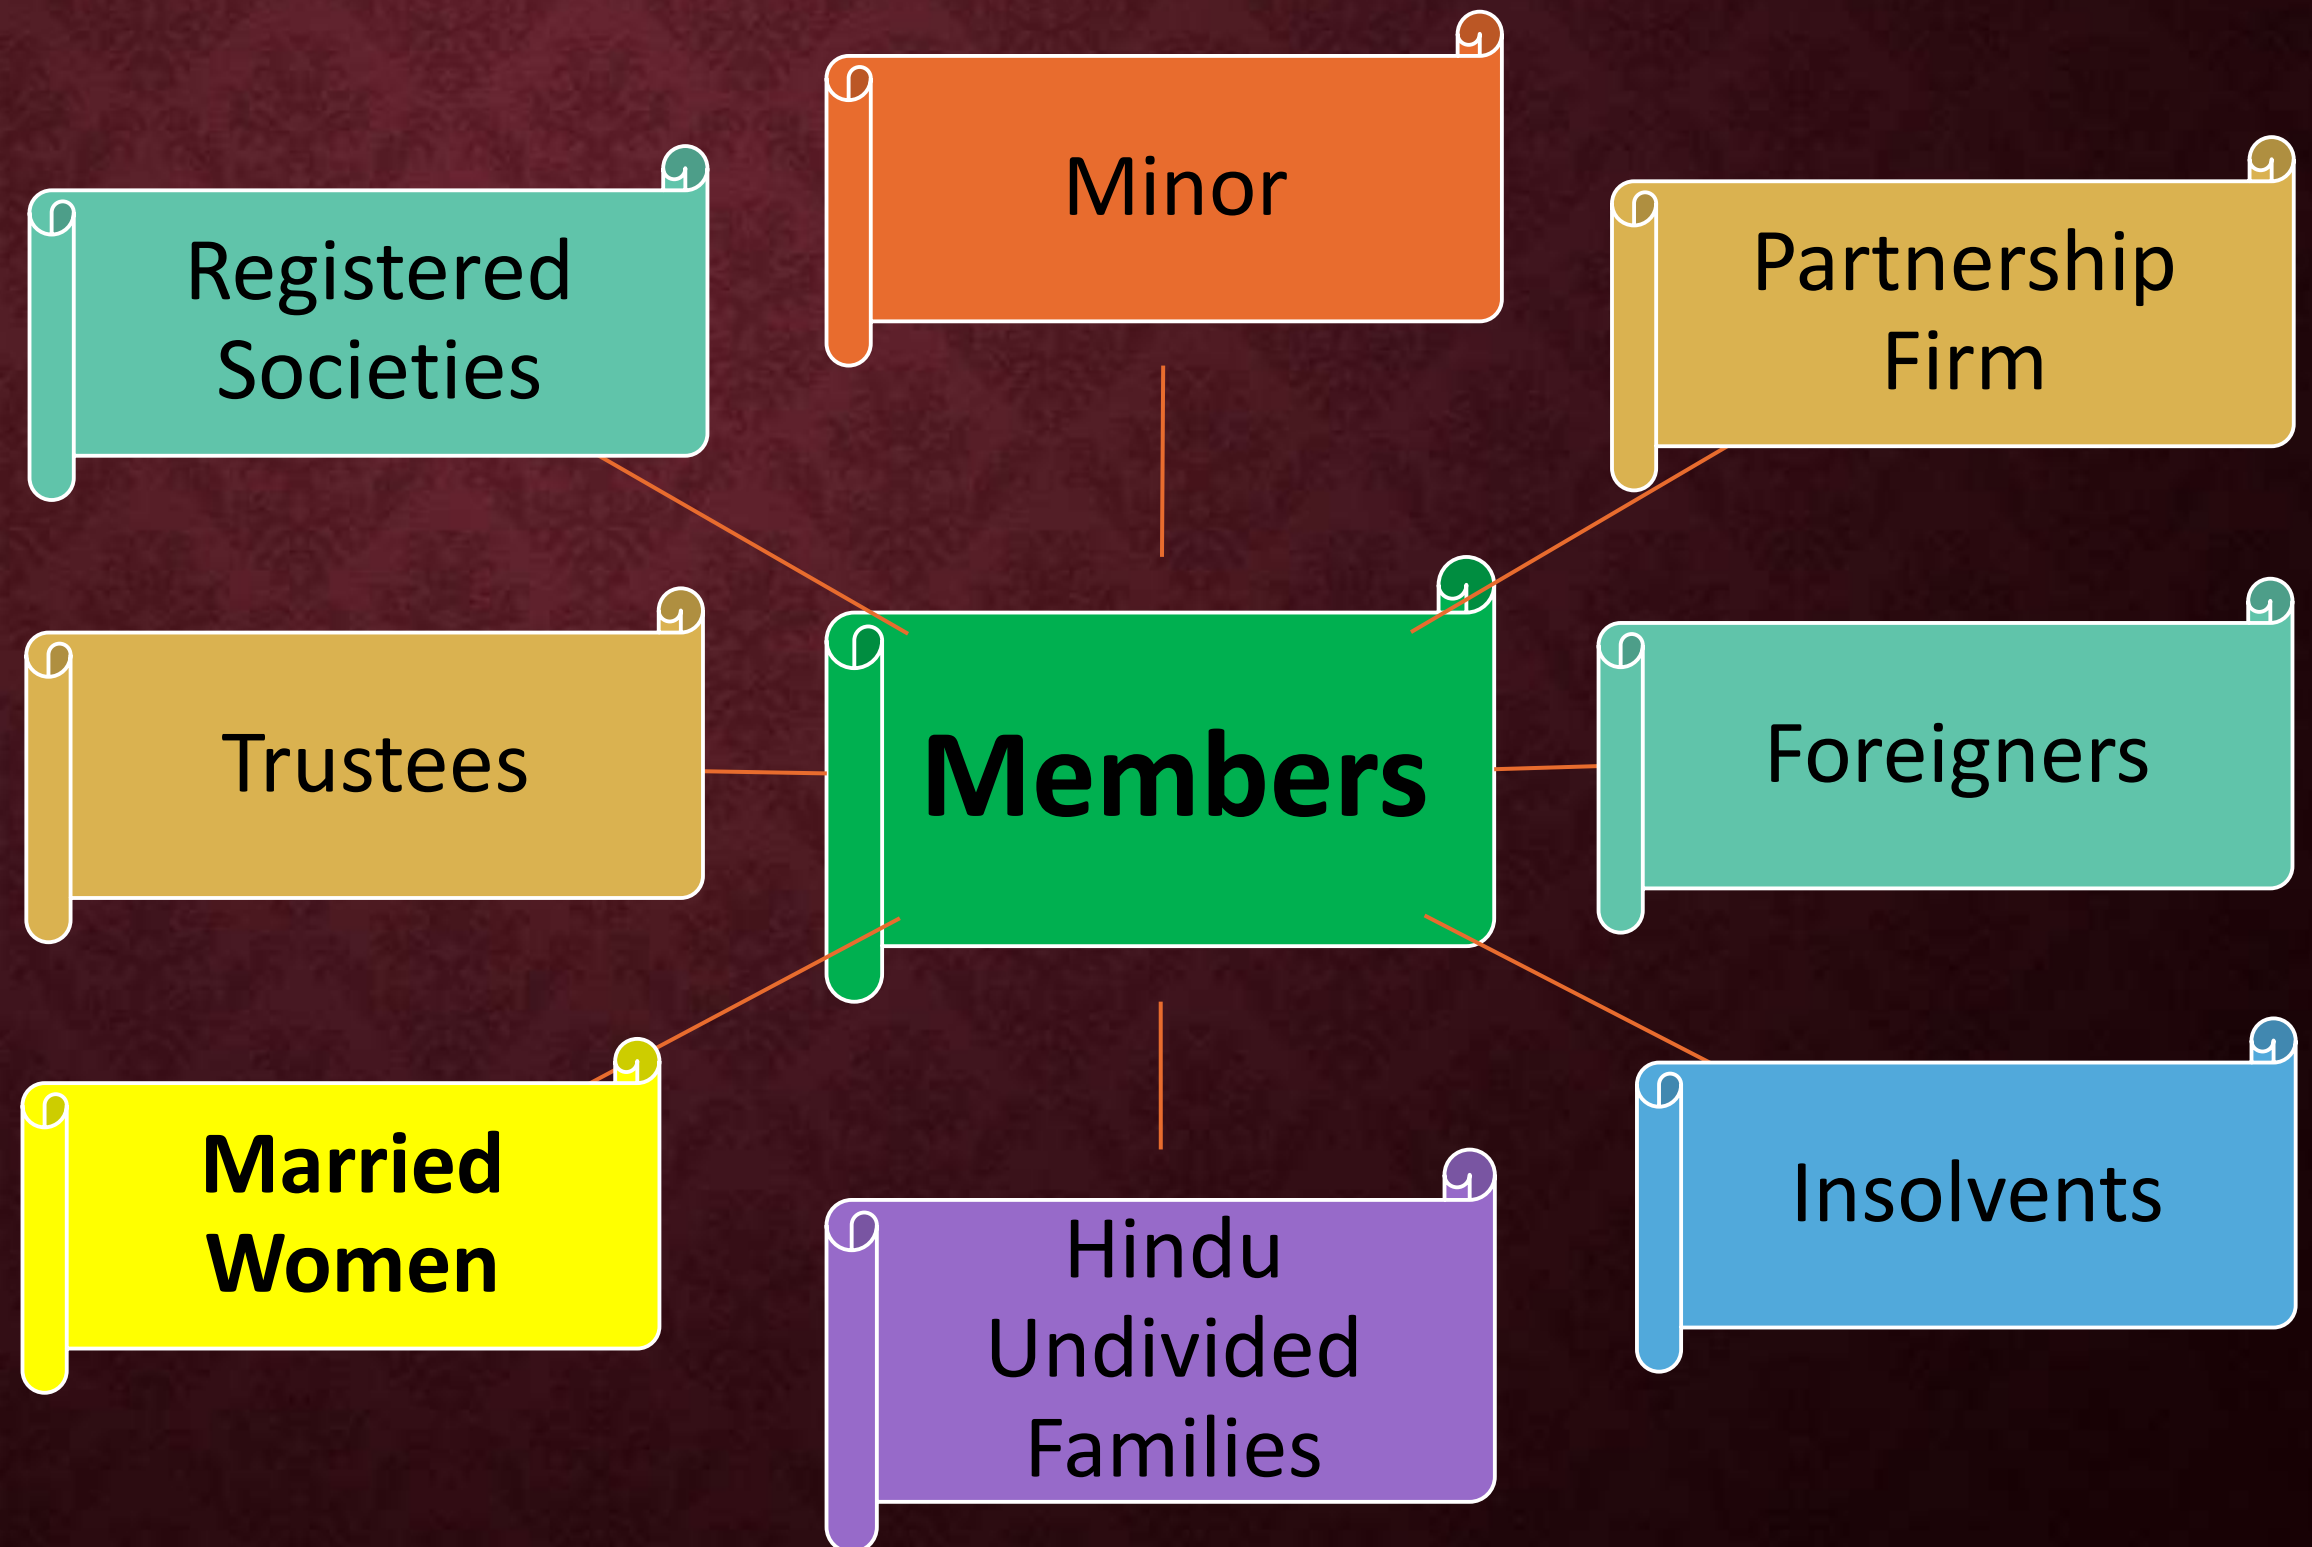 Minor
Registered
Societies
Partnership
Firm
Trustees
Members
Foreigners
Married
Women
Hindu
Undivided
Families
Insolvents